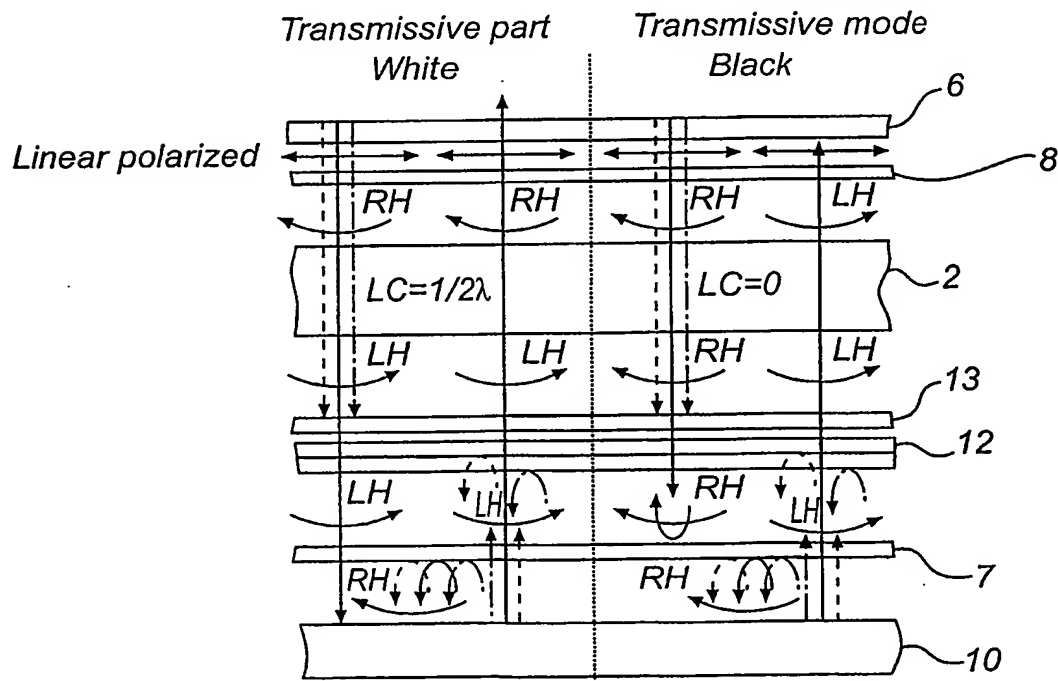 Transmissive part
White
Transmissive mode
Black
6
Linear polarized
8
RH RH RH LH
LC=1/2λ LC=0
2
LH LH RH LH
13
12
LH LH RH LH
RH RH
7
10